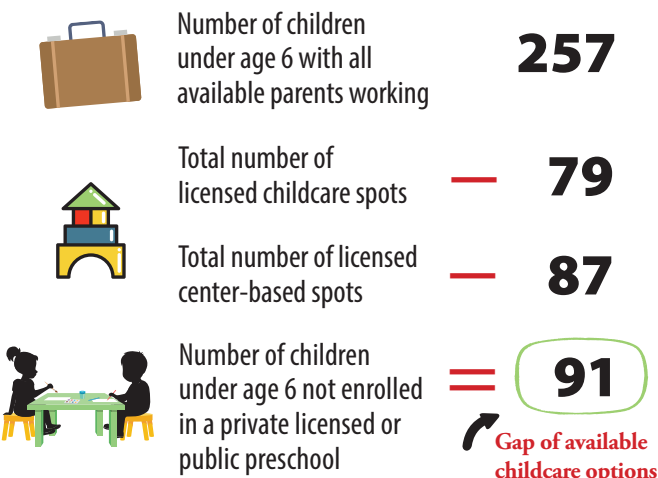 Number of children
under age 6 with all
available parents working
257
Total number of
licensed childcare spots
— 79
Total number of licensed
center-based spots
— 87
Number of children
under age 6 not enrolled
in a private licensed or
public preschool
= 91
Gap of available
childcare options